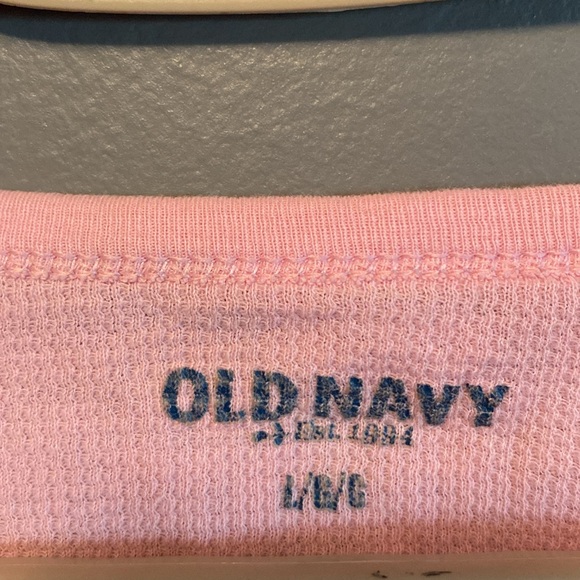 OLD NAVY
Est. 1994
L/G/G